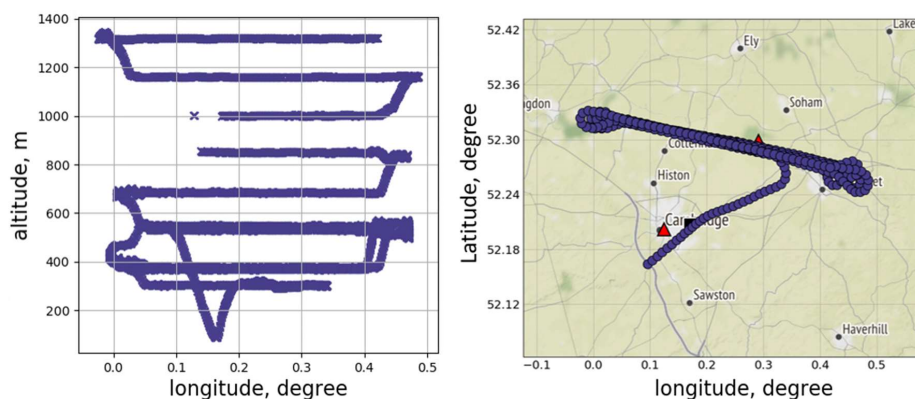 1400
1200
1000
800
600
400
200
altitude, m
0.0 0.1 0.2 0.3 0.4 0.5
longitude, degree
52.42
52.36
52.30
52.24
52.18
52.12
Latitude, degree
Lake
Ely
Soham
ngdon
Histon
Sawston
Haverhill
−0.1 0.0 0.1 0.2 0.3 0.4 0.5
longitude, degree